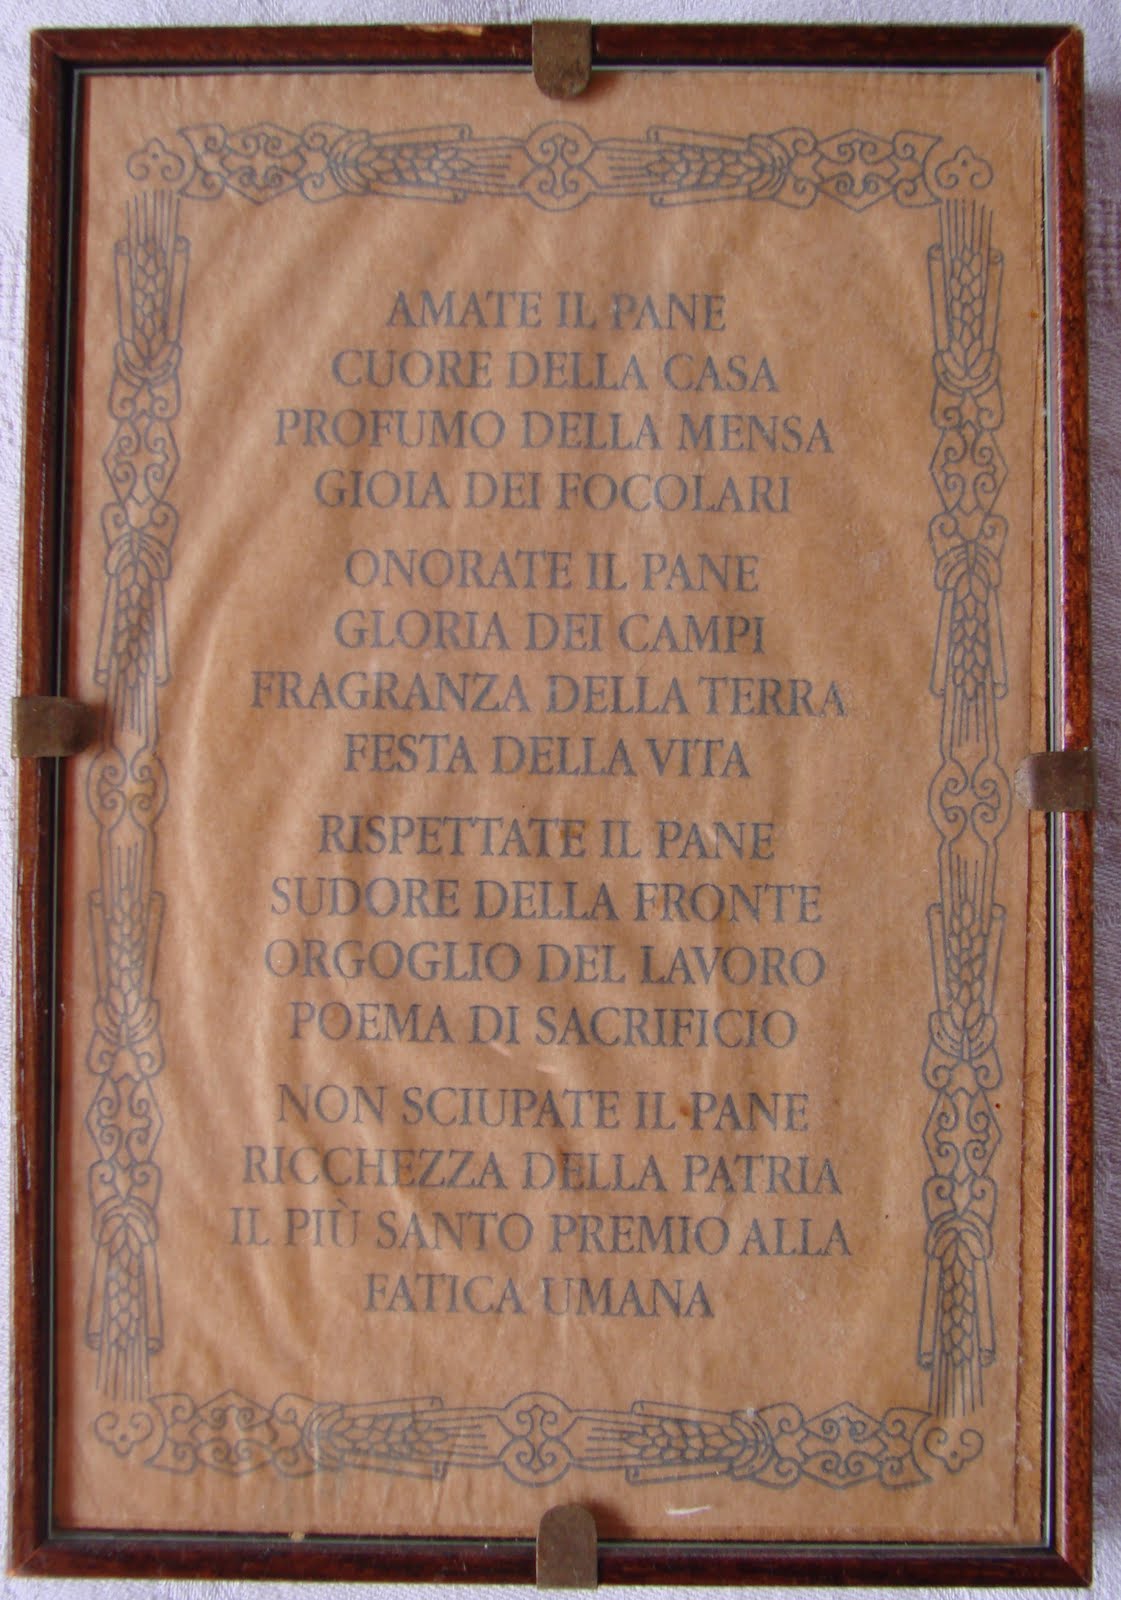 AMATE IL PANE
CUORE DELLA CASA
PROFUMO DELLA MENSA
GIOIA DEI FOCOLARI
ONORATE IL PANE
GLORIA DEI CAMPI
FRAGRANZA DELLA TERRA
FESTA DELLA VITA
RISPETTATE IL PANE
SUDORE DELLA FRONTE
ORGOGLIO DEL LAVORO
POEMA DI SACRIFICIO
NON SCIUPATE IL PANE
RICCHEZZA DELLA PATRIA
IL PIÙ SANTO PREMIO ALLA
FATICA UMANA